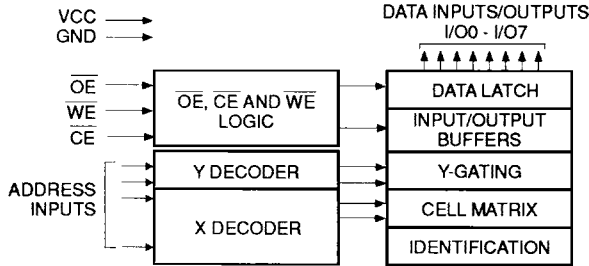 VCC
GND
DATA INPUTS/OUTPUTS
I/O0 - I/O7
OE
WE
CE
OE, CE AND WE
LOGIC
DATA LATCH
INPUT/OUTPUT
BUFFERS
ADDRESS
INPUTS
Y DECODER
Y-GATING
X DECODER
CELL MATRIX
IDENTIFICATION